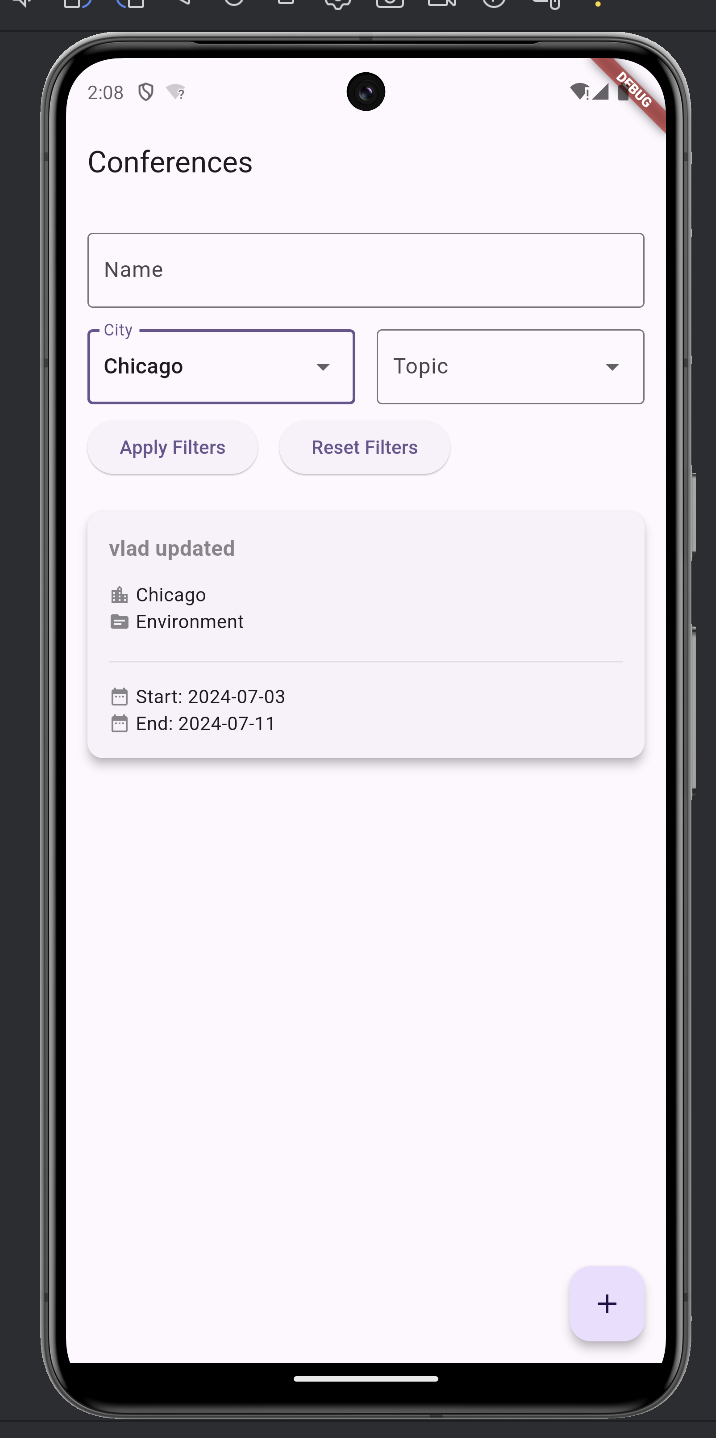 2:08
DEBUG
Conferences
Name
City
Chicago
Topic
Apply Filters
Reset Filters
vlad updated
Chicago
Environment
Start: 2024-07-03
End: 2024-07-11